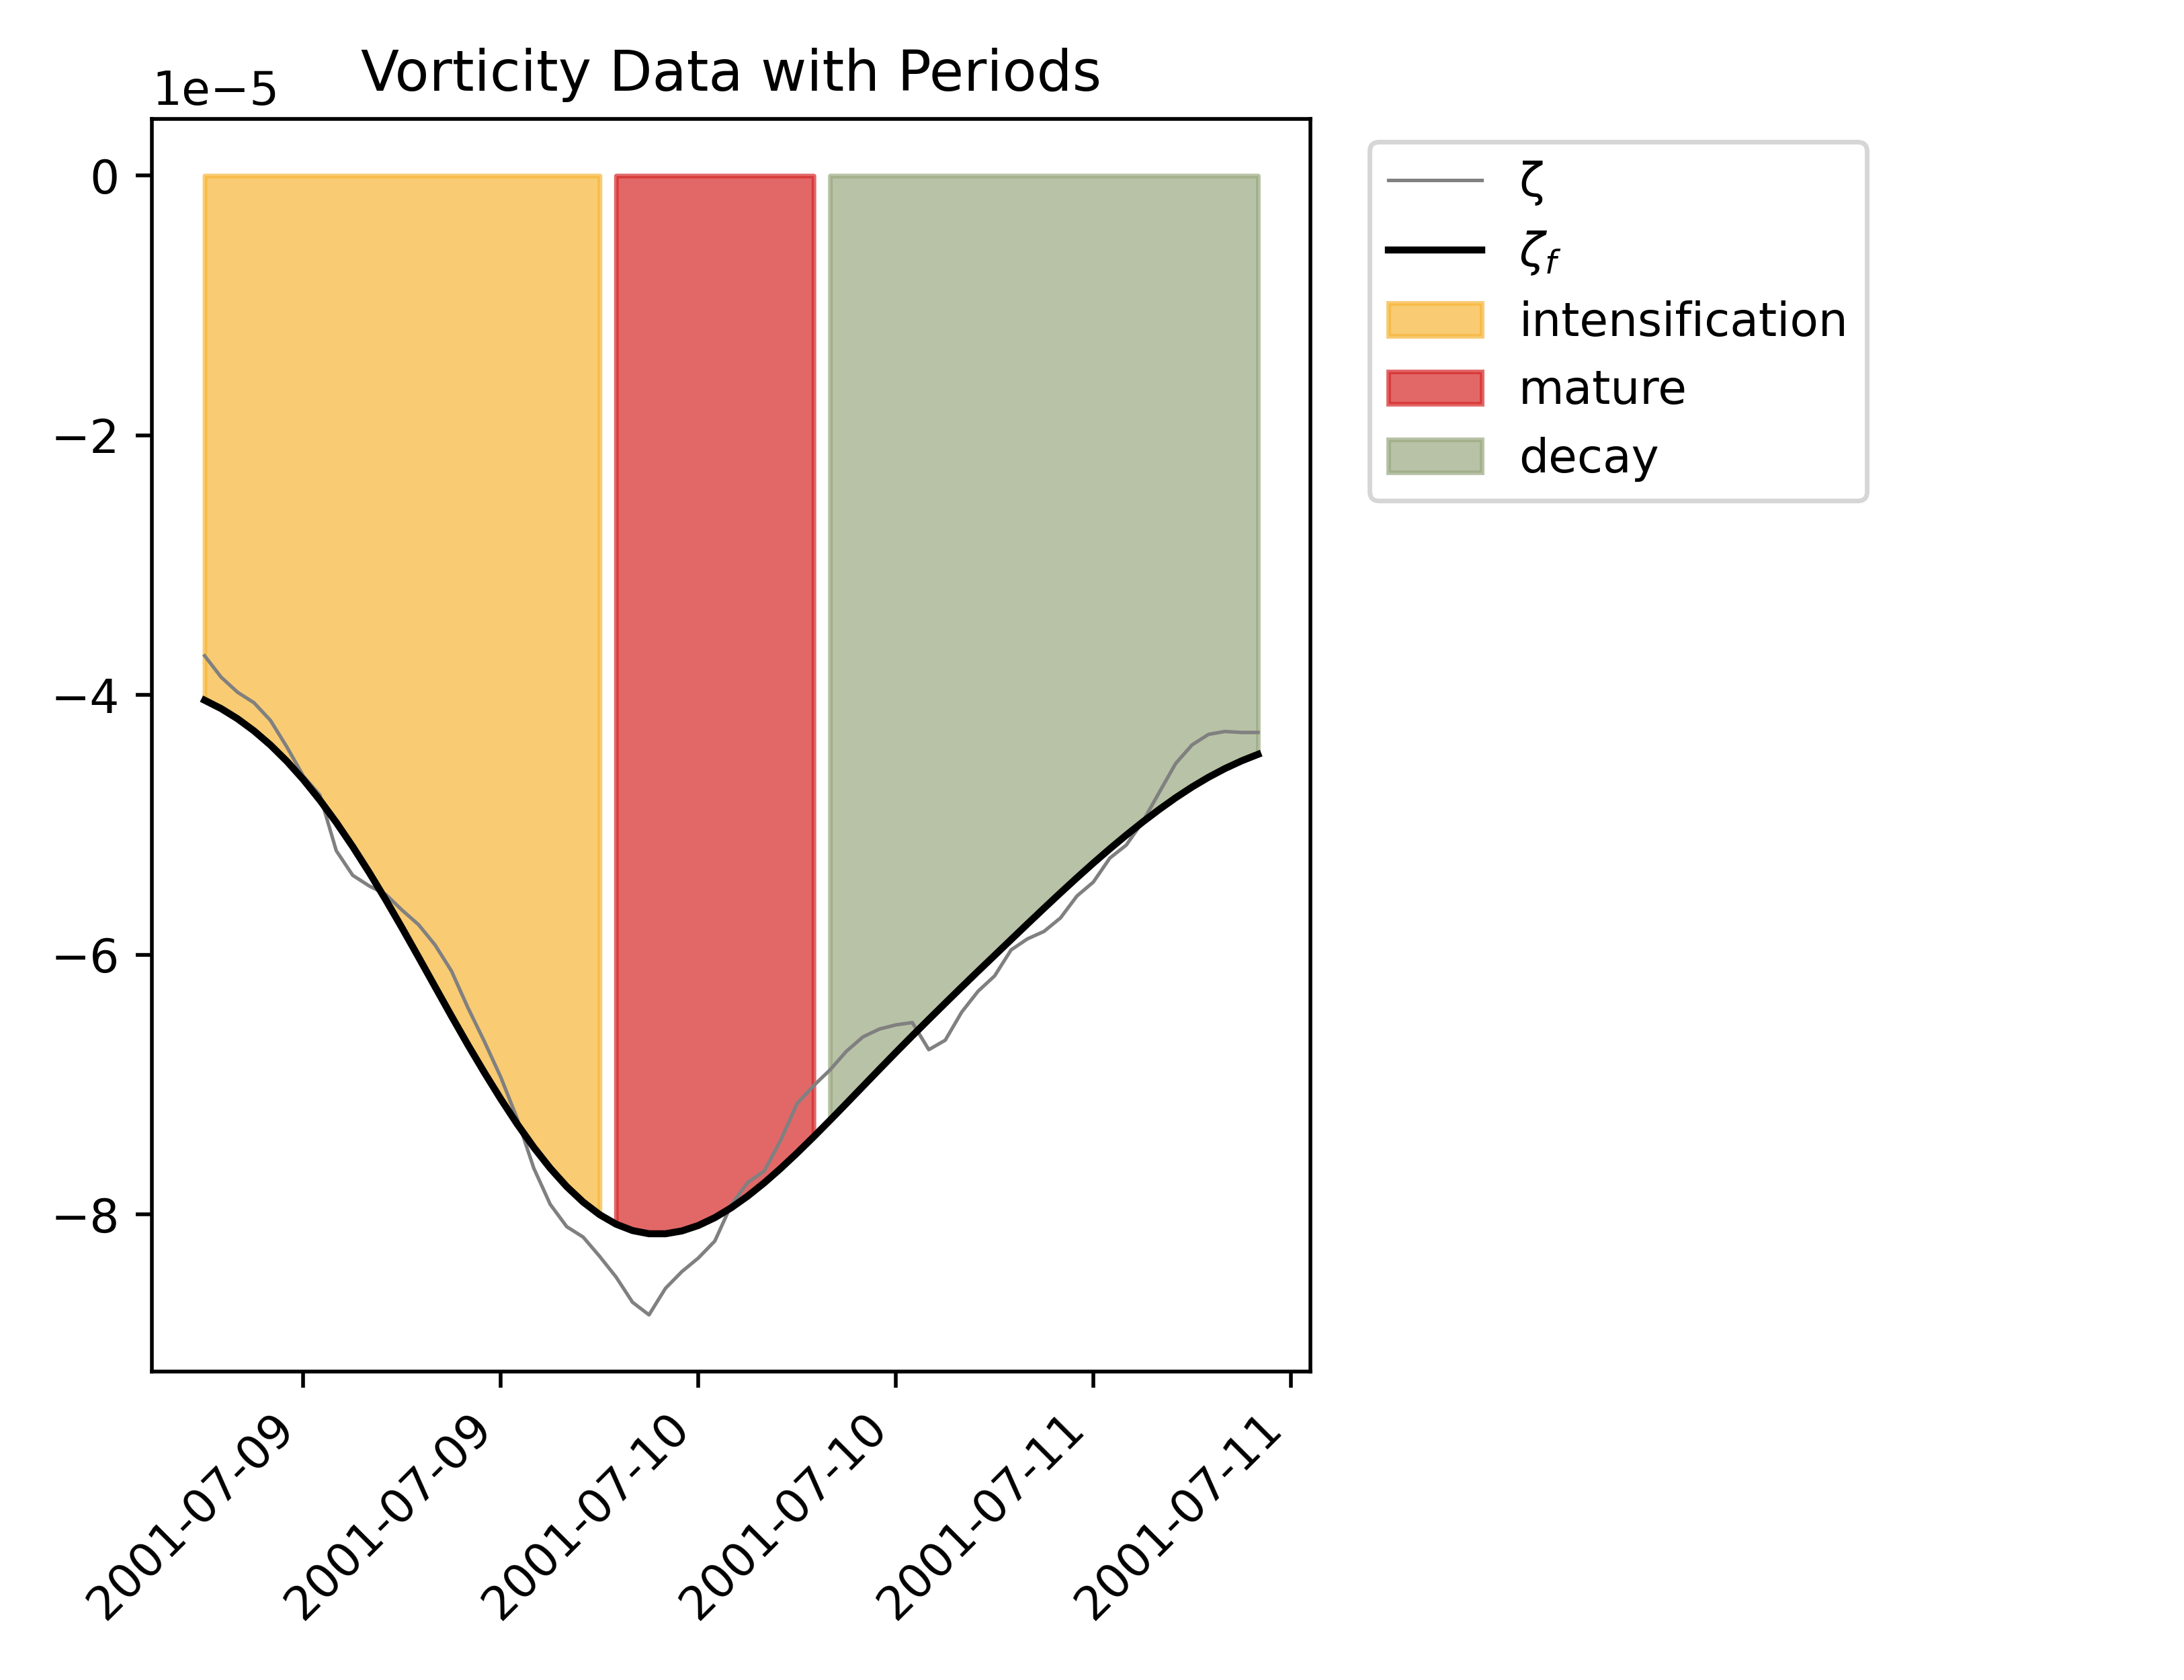 Vorticity Data with Periods
1e−5
0
−2
−4
−6
−8
2001-07-09
2001-07-09
2001-07-10
2001-07-10
2001-07-11
2001-07-11
ζ
ζf
intensification
mature
decay